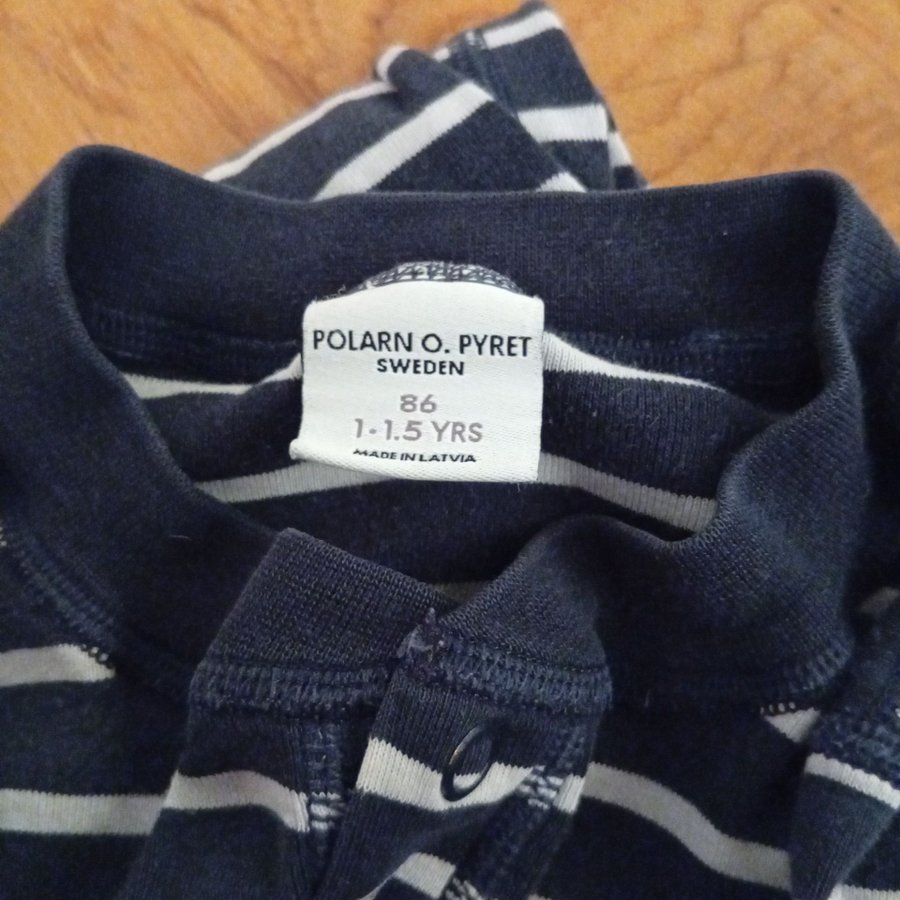 POLARN O. PYRET
SWEDEN
86
1-1.5 YRS
MADE IN LATVIA